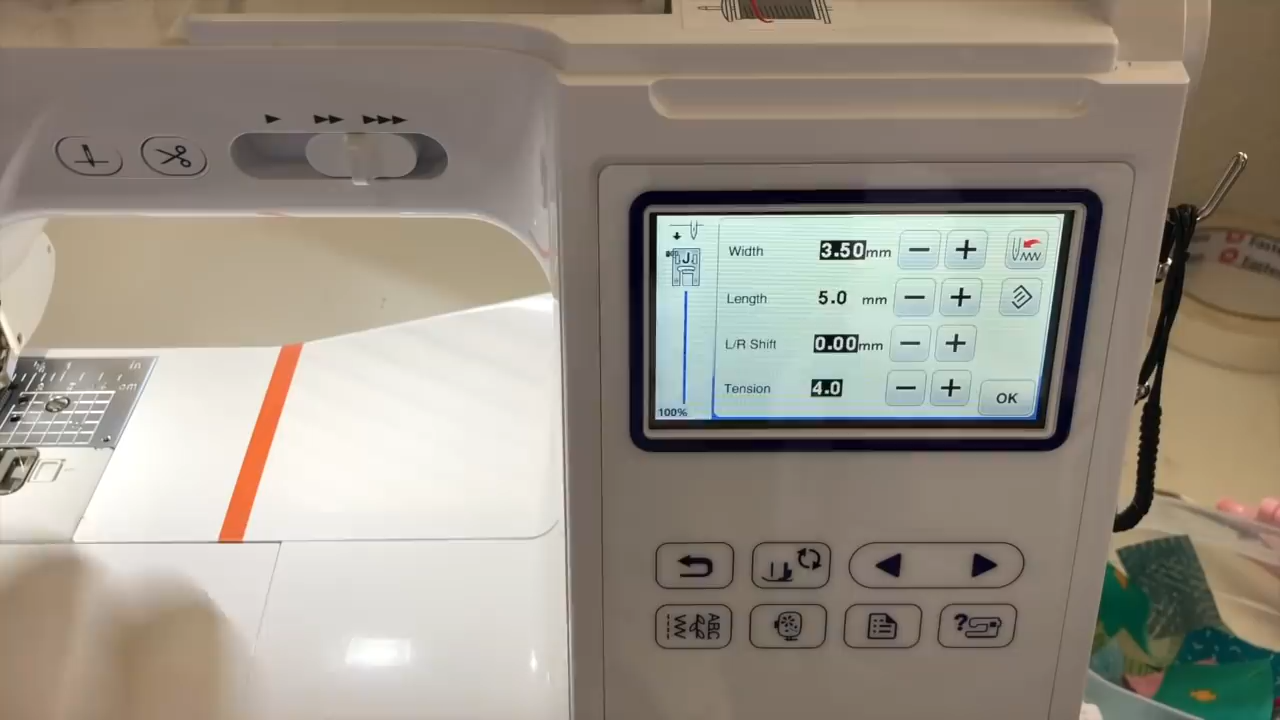 Width 3.50 mm
J
Length 5.0 mm
L/R Shift 0.00 mm
Tension 4.0
OK
100%
in
cm
ABC
?